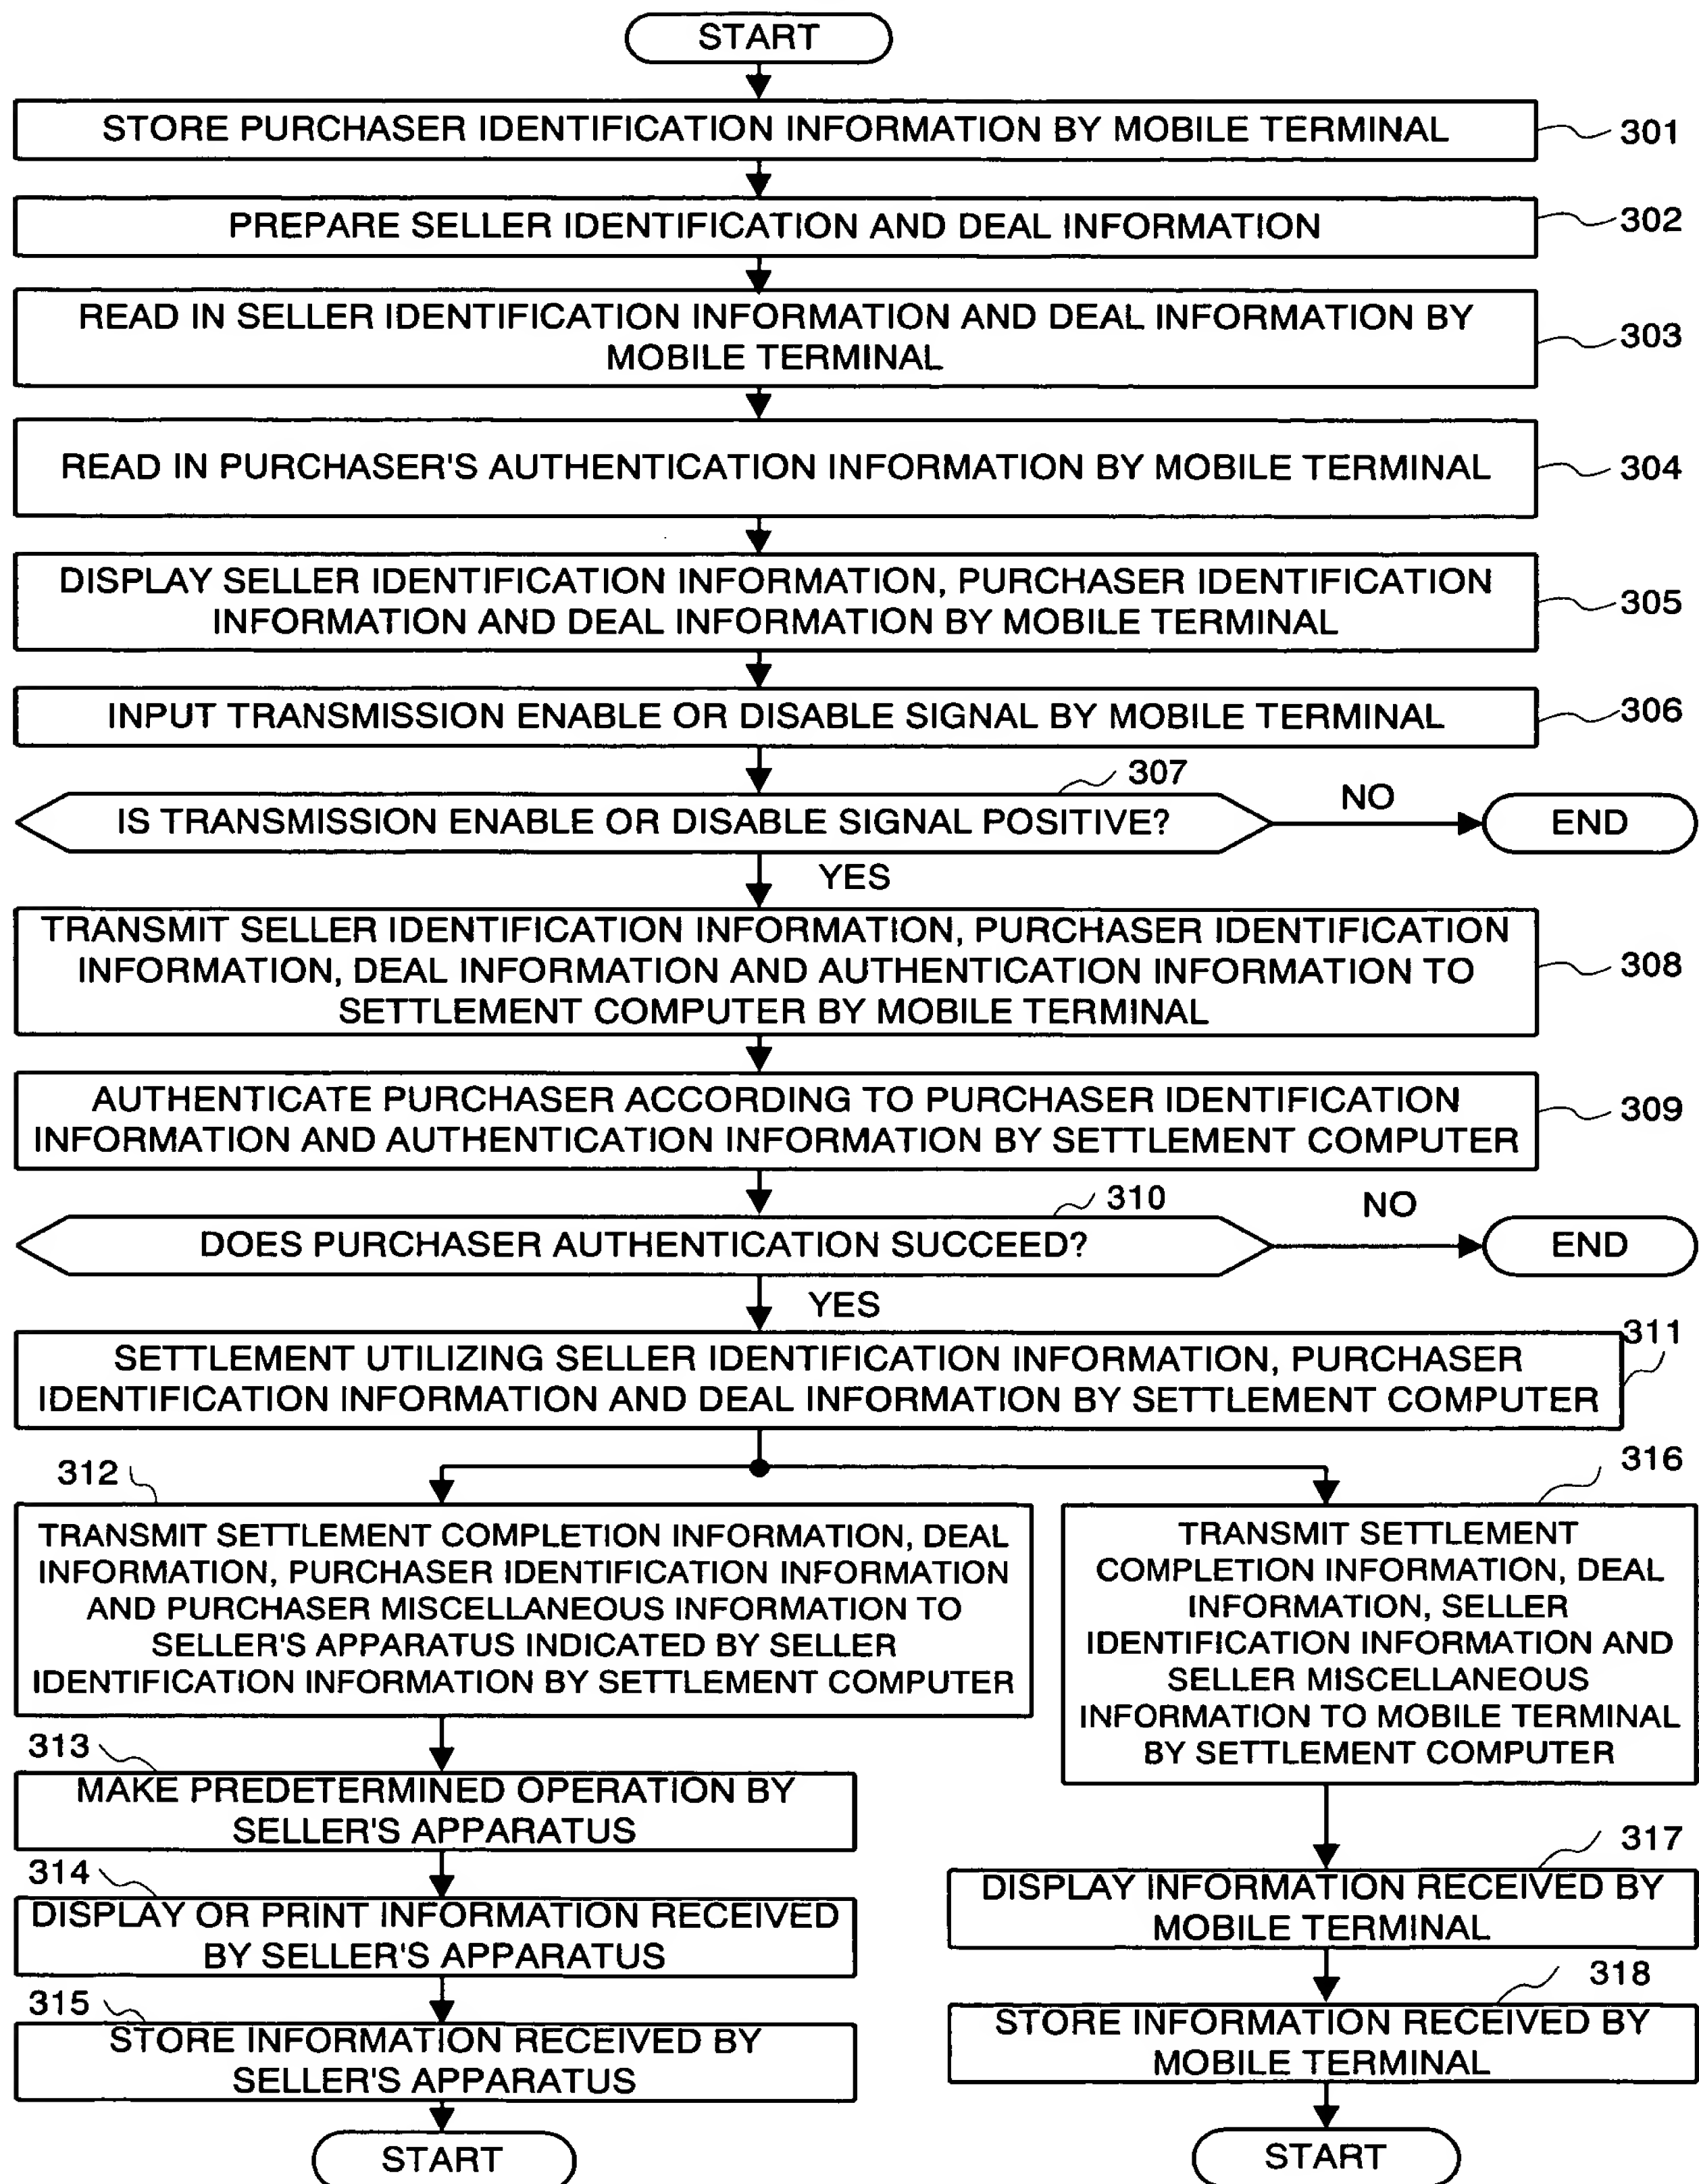 START
STORE PURCHASER IDENTIFICATION INFORMATION BY MOBILE TERMINAL
301
PREPARE SELLER IDENTIFICATION AND DEAL INFORMATION
302
READ IN SELLER IDENTIFICATION INFORMATION AND DEAL INFORMATION BY
MOBILE TERMINAL
303
READ IN PURCHASER'S AUTHENTICATION INFORMATION BY MOBILE TERMINAL
304
DISPLAY SELLER IDENTIFICATION INFORMATION, PURCHASER IDENTIFICATION
INFORMATION AND DEAL INFORMATION BY MOBILE TERMINAL
305
INPUT TRANSMISSION ENABLE OR DISABLE SIGNAL BY MOBILE TERMINAL
306
307
IS TRANSMISSION ENABLE OR DISABLE SIGNAL POSITIVE?
NO
END
YES
TRANSMIT SELLER IDENTIFICATION INFORMATION, PURCHASER IDENTIFICATION
INFORMATION, DEAL INFORMATION AND AUTHENTICATION INFORMATION TO
SETTLEMENT COMPUTER BY MOBILE TERMINAL
308
AUTHENTICATE PURCHASER ACCORDING TO PURCHASER IDENTIFICATION
INFORMATION AND AUTHENTICATION INFORMATION BY SETTLEMENT COMPUTER
309
310
DOES PURCHASER AUTHENTICATION SUCCEED?
NO
END
YES
311
SETTLEMENT UTILIZING SELLER IDENTIFICATION INFORMATION, PURCHASER
IDENTIFICATION INFORMATION AND DEAL INFORMATION BY SETTLEMENT COMPUTER
312
TRANSMIT SETTLEMENT COMPLETION INFORMATION, DEAL
INFORMATION, PURCHASER IDENTIFICATION INFORMATION
AND PURCHASER MISCELLANEOUS INFORMATION TO
SELLER'S APPARATUS INDICATED BY SELLER
IDENTIFICATION INFORMATION BY SETTLEMENT COMPUTER
313
MAKE PREDETERMINED OPERATION BY
SELLER'S APPARATUS
314
DISPLAY OR PRINT INFORMATION RECEIVED
BY SELLER'S APPARATUS
315
STORE INFORMATION RECEIVED BY
SELLER'S APPARATUS
START
316
TRANSMIT SETTLEMENT
COMPLETION INFORMATION, DEAL
INFORMATION, SELLER
IDENTIFICATION INFORMATION AND
SELLER MISCELLANEOUS
INFORMATION TO MOBILE TERMINAL
BY SETTLEMENT COMPUTER
317
DISPLAY INFORMATION RECEIVED BY
MOBILE TERMINAL
318
STORE INFORMATION RECEIVED BY
MOBILE TERMINAL
START